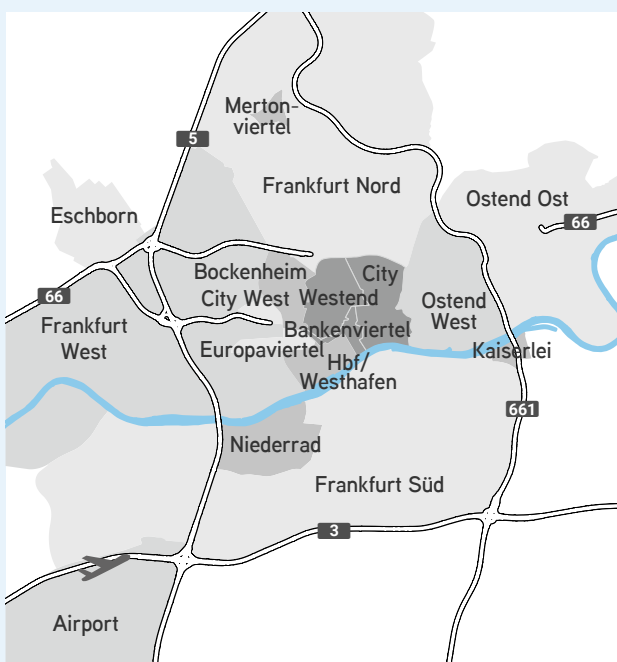 Merton-
viertel
5
Frankfurt Nord
Ostend Ost
Eschborn
66
Bockenheim
City
City West
Westend
66
Ostend
West
Frankfurt
West
Bankenviertel
Europaviertel
Kaiserlei
Hbf/
Westhafen
661
Niederrad
Frankfurt Süd
3
Airport